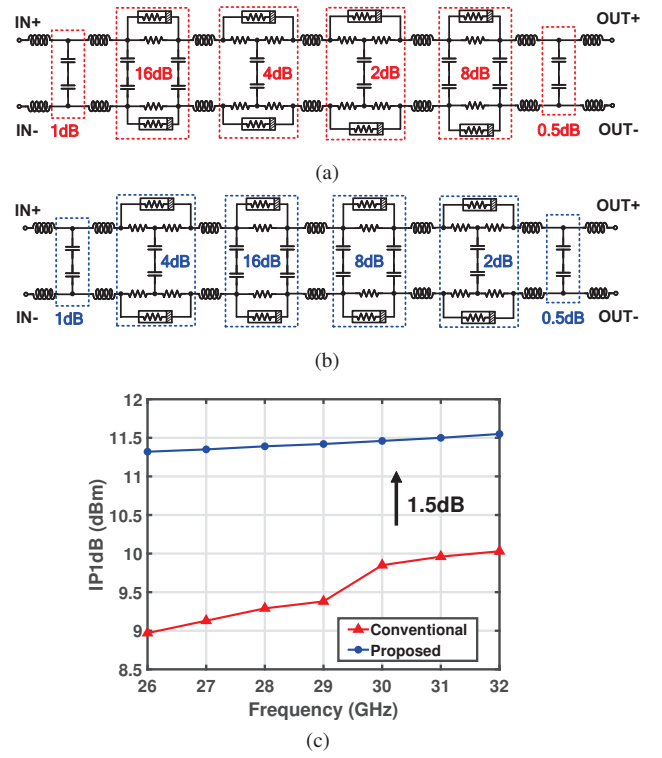 IN+
OUT+
16dB
4dB
2dB
8dB
IN-
1dB
0.5dB
OUT-
(a)
IN+
OUT+
4dB
16dB
8dB
2dB
IN-
1dB
0.5dB
OUT-
(b)
12
11.5
11
10.5
10
9.5
9
8.5
IP1dB (dBm)
1.5dB
Conventional
Proposed
26 27 28 29 30 31 32
Frequency (GHz)
(c)